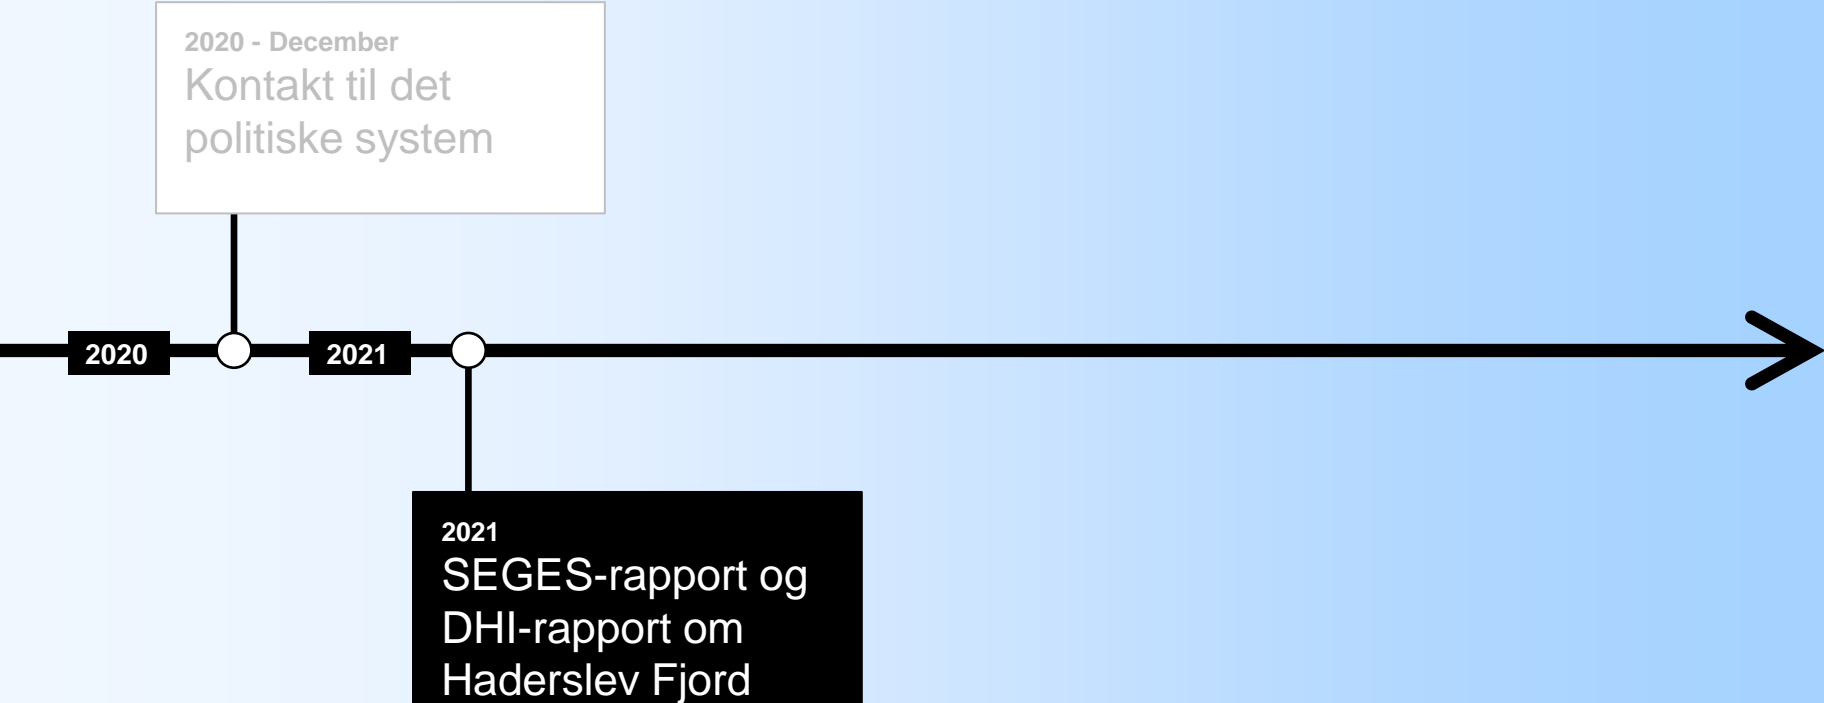 2020 - December
Kontakt til det
politiske system
2020
2021
2021
SEGES-rapport og
DHI-rapport om
Haderslev Fjord